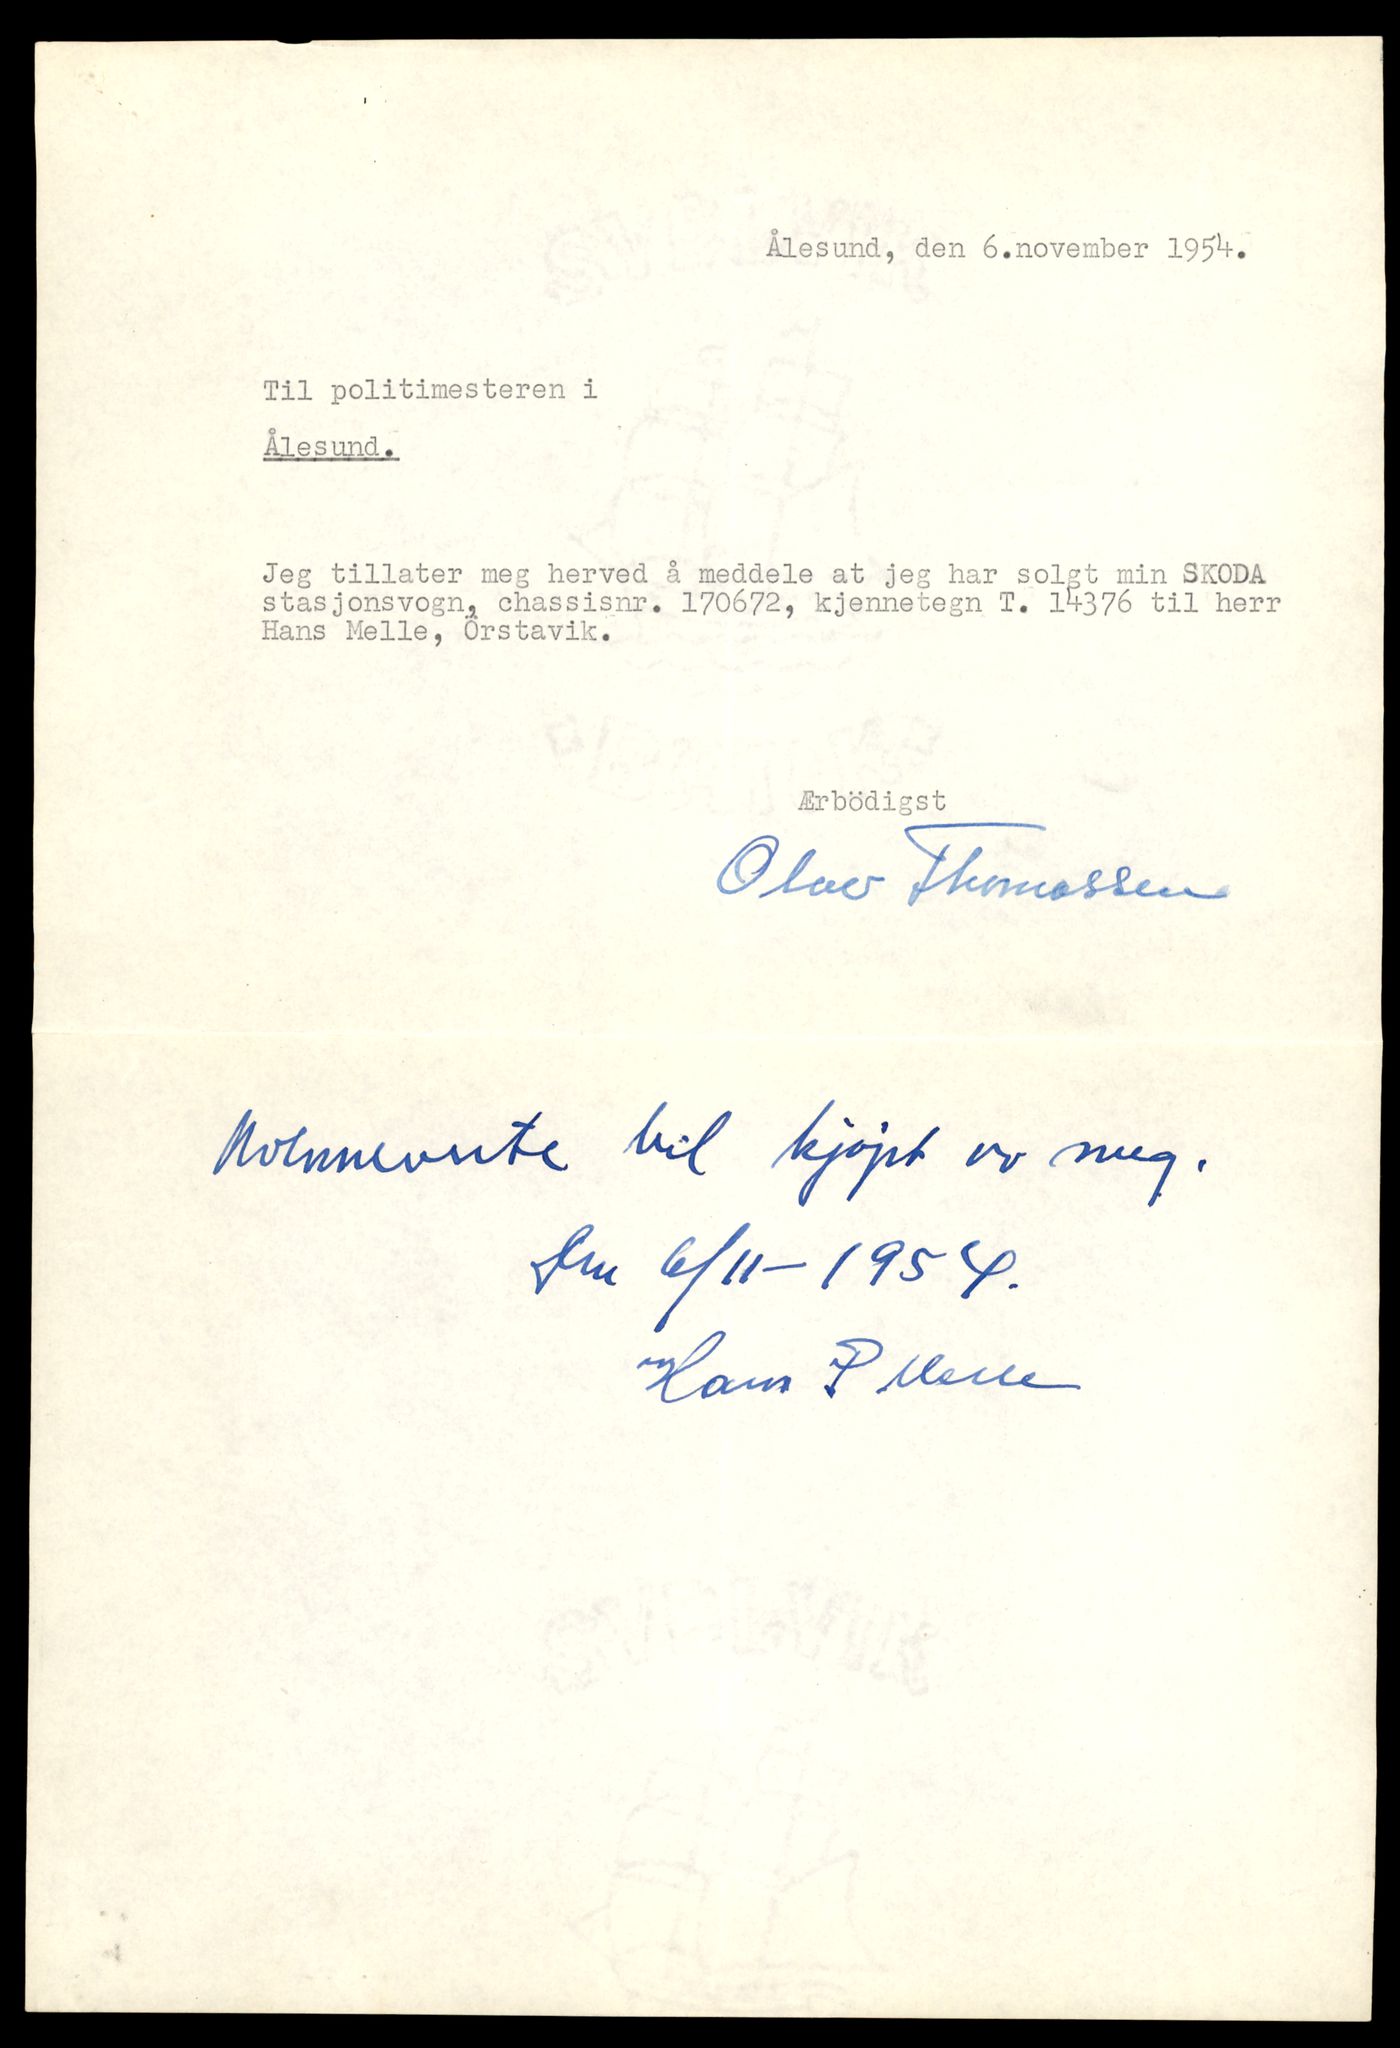 Ålesund, den 6.november 1954.
Til politimesteren i
Ålesund.
Jeg tillater meg herved å meddele at jeg har solgt min SKODA
stasjonsvogn, chassisnr. 170672, kjennetegn T. 14376 til herr
Hans Melle, Örstavik.
Ærbödigst
Olav Thomassen
bil kjøpt av meg.
Den 6/11-1954.
Hans P Melle